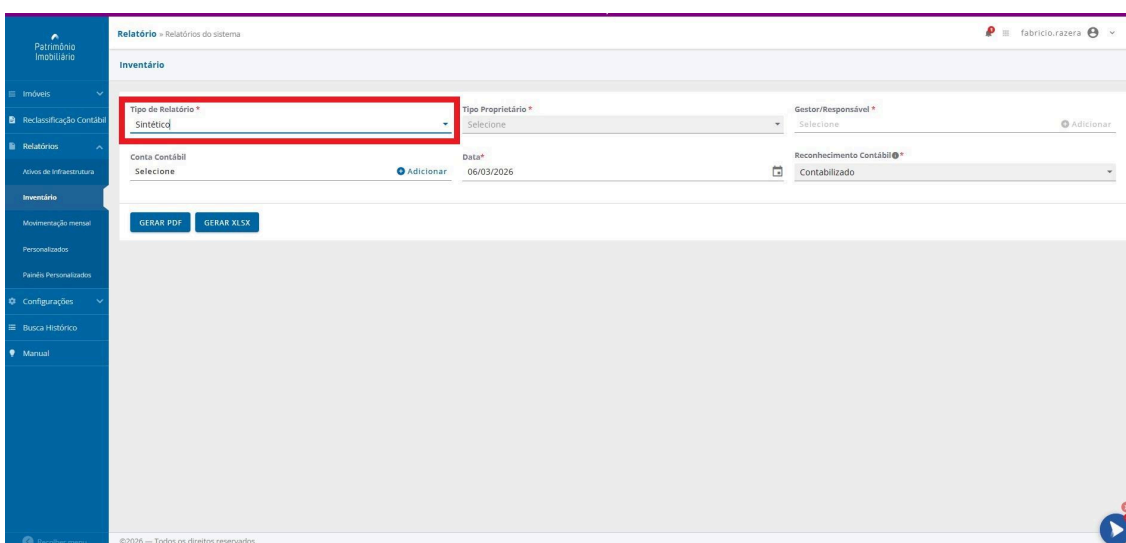 Patrimônio
Imobiliário
Relatório » Relatórios do sistema
fabricio.razera
Inventário
Imóveis
Reclassificação Contábil
Relatórios
Ativos de Infraestrutura
Inventário
Movimentação mensal
Personalizados
Painéis Personalizados
Configurações
Busca Histórico
Manual
Tipo de Relatório *
Sintético
Tipo Proprietário *
Selecione
Gestor/Responsável *
Selecione Adicionar
Conta Contábil
Selecione Adicionar
Data*
06/03/2026
Reconhecimento Contábil *
Contabilizado
GERAR PDF GERAR XLSX
©2026 — Todos os direitos reservados